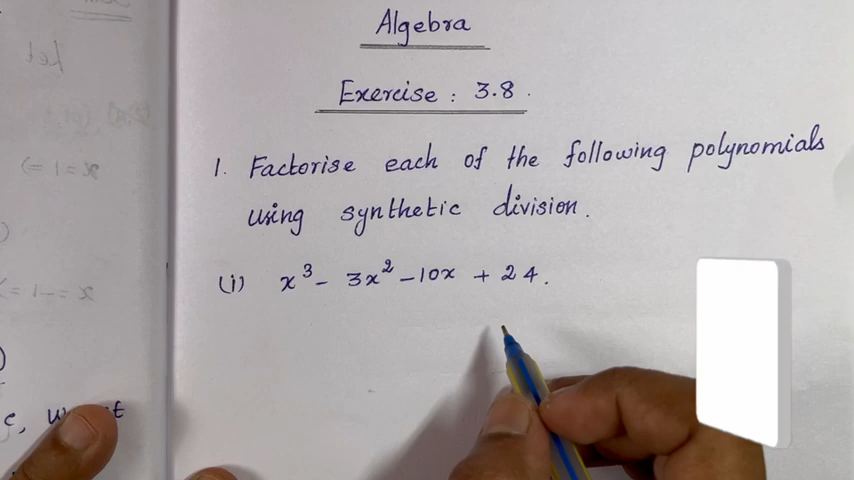 Algebra
Exercise : 3.8.
1. Factorise each of the following polynomials
using synthetic division.
(i) x³ - 3x² - 10x + 24.